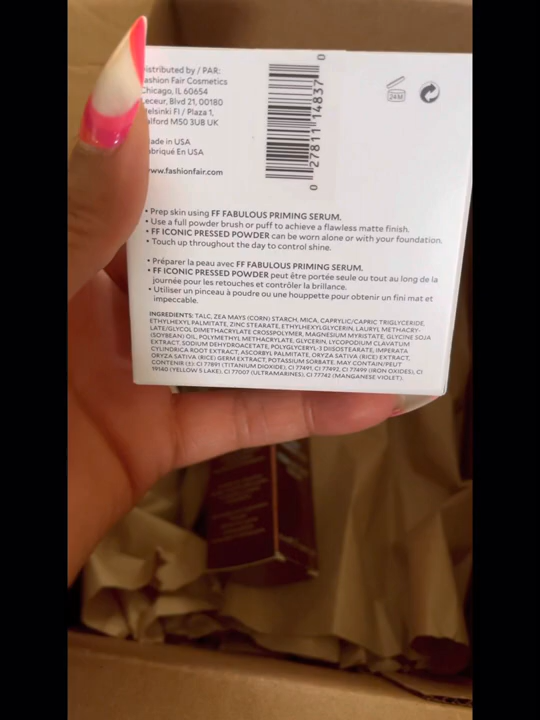 istributed by / PAR:
ashion Fair Cosmetics
Chicago, IL 60654
eceur, Blvd 21, 00180
elsinki FI / Plaza 1,
alford M50 3UB UK
ade in USA
abriqué En USA
www.fashionfair.com
0 27811 14837 0
24M
• Prep skin using FF FABULOUS PRIMING SERUM.
• Use a full powder brush or puff to achieve a flawless matte finish.
• FF ICONIC PRESSED POWDER can be worn alone or with your foundation.
• Touch up throughout the day to control shine.
• Préparer la peau avec FF FABULOUS PRIMING SERUM.
• FF ICONIC PRESSED POWDER peut être portée seule ou tout au long de la
journée pour les retouches et contrôler la brillance.
• Utiliser un pinceau à poudre ou une houppette pour obtenir un fini mat et
impeccable.
INGREDIENTS: TALC, ZEA MAYS (CORN) STARCH, MICA, CAPRYLIC/CAPRIC TRIGLYCERIDE,
ETHYLHEXYL PALMITATE, ZINC STEARATE, ETHYLHEXYLGLYCERIN, LAURYL METHACRY-
LATE/GLYCOL DIMETHACRYLATE CROSSPOLYMER, MAGNESIUM MYRISTATE, GLYCINE SOJA
(SOYBEAN) OIL, POLYMETHYL METHACRYLATE, GLYCERIN, LYCOPODIUM CLAVATUM
EXTRACT, SODIUM DEHYDROACETATE, POLYGLYCERYL-3 DIISOSTEARATE, IMPERATA
CYLINDRICA ROOT EXTRACT, ASCORBYL PALMITATE, ORYZA SATIVA (RICE) EXTRACT,
ORYZA SATIVA (RICE) GERM EXTRACT, POTASSIUM SORBATE. MAY CONTAIN/PEUT
CONTENIR (±): CI 77891 (TITANIUM DIOXIDE), CI 77491, CI 77492, CI 77499 (IRON OXIDES), CI
19140 (YELLOW 5 LAKE), CI 77007 (ULTRAMARINES), CI 77742 (MANGANESE VIOLET).